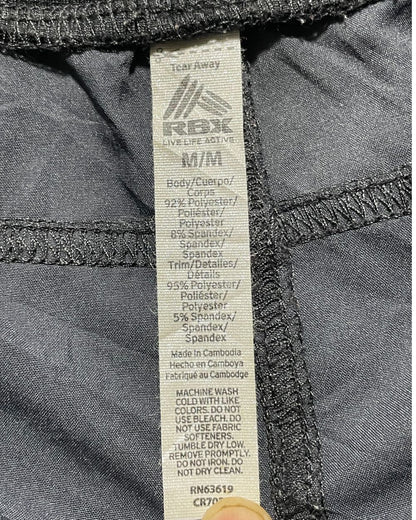 Tear Away
RBX
LIVE LIFE ACTIVE
M/M
Body/Cuerpo/
Corps
92% Polyester/
Poliéster/
Polyester
8% Spandex/
Spandex/
Spandex
Trim/Detalles/
Détails
95% Polyester/
Poliéster/
Polyester
5% Spandex/
Spandex/
Spandex
Made in Cambodia
Hecho en Camboya
Fabriqué au Cambodge
MACHINE WASH
COLD WITH LIKE
COLORS. DO NOT
USE BLEACH. DO
NOT USE FABRIC
SOFTENERS.
TUMBLE DRY LOW.
REMOVE PROMPTLY.
DO NOT IRON. DO
NOT DRY CLEAN.
RN63619